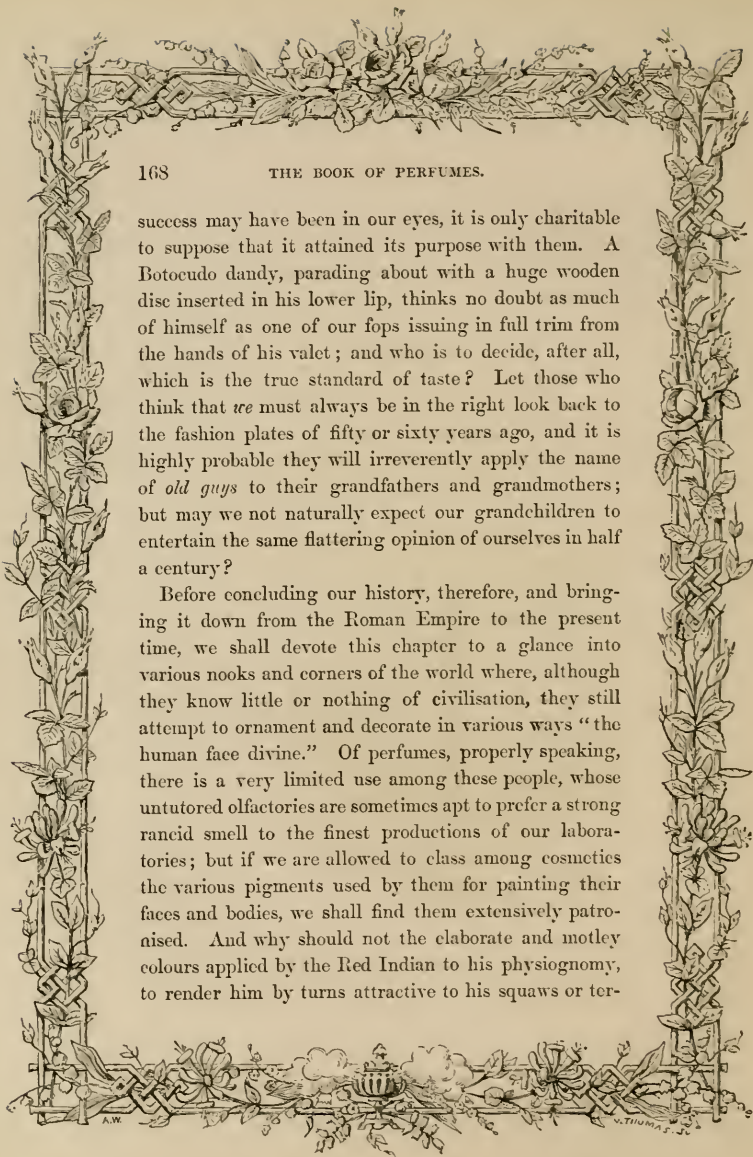 168 THE BOOK OF PERFUMES.
success may have been in our eyes, it is only charitable
to suppose that it attained its purpose with them. A
Botocudo dandy, parading about with a huge wooden
disc inserted in his lower lip, thinks no doubt as much
of himself as one of our fops issuing in full trim from
the hands of his valet; and who is to decide, after all,
which is the true standard of taste? Let those who
think that we must always be in the right look back to
the fashion plates of fifty or sixty years ago, and it is
highly probable they will irreverently apply the name
of old guys to their grandfathers and grandmothers;
but may we not naturally expect our grandchildren to
entertain the same flattering opinion of ourselves in half
a century?
Before concluding our history, therefore, and bring-
ing it down from the Roman Empire to the present
time, we shall devote this chapter to a glance into
various nooks and corners of the world where, although
they know little or nothing of civilisation, they still
attempt to ornament and decorate in various ways "the
human face divine." Of perfumes, properly speaking,
there is a very limited use among these people, whose
untutored olfactories are sometimes apt to prefer a strong
rancid smell to the finest productions of our labora-
tories; but if we are allowed to class among cosmetics
the various pigments used by them for painting their
faces and bodies, we shall find them extensively patro-
nised. And why should not the elaborate and motley
colours applied by the Red Indian to his physiognomy,
to render him by turns attractive to his squaws or ter-
A.W.
V. THOMAS. Sc